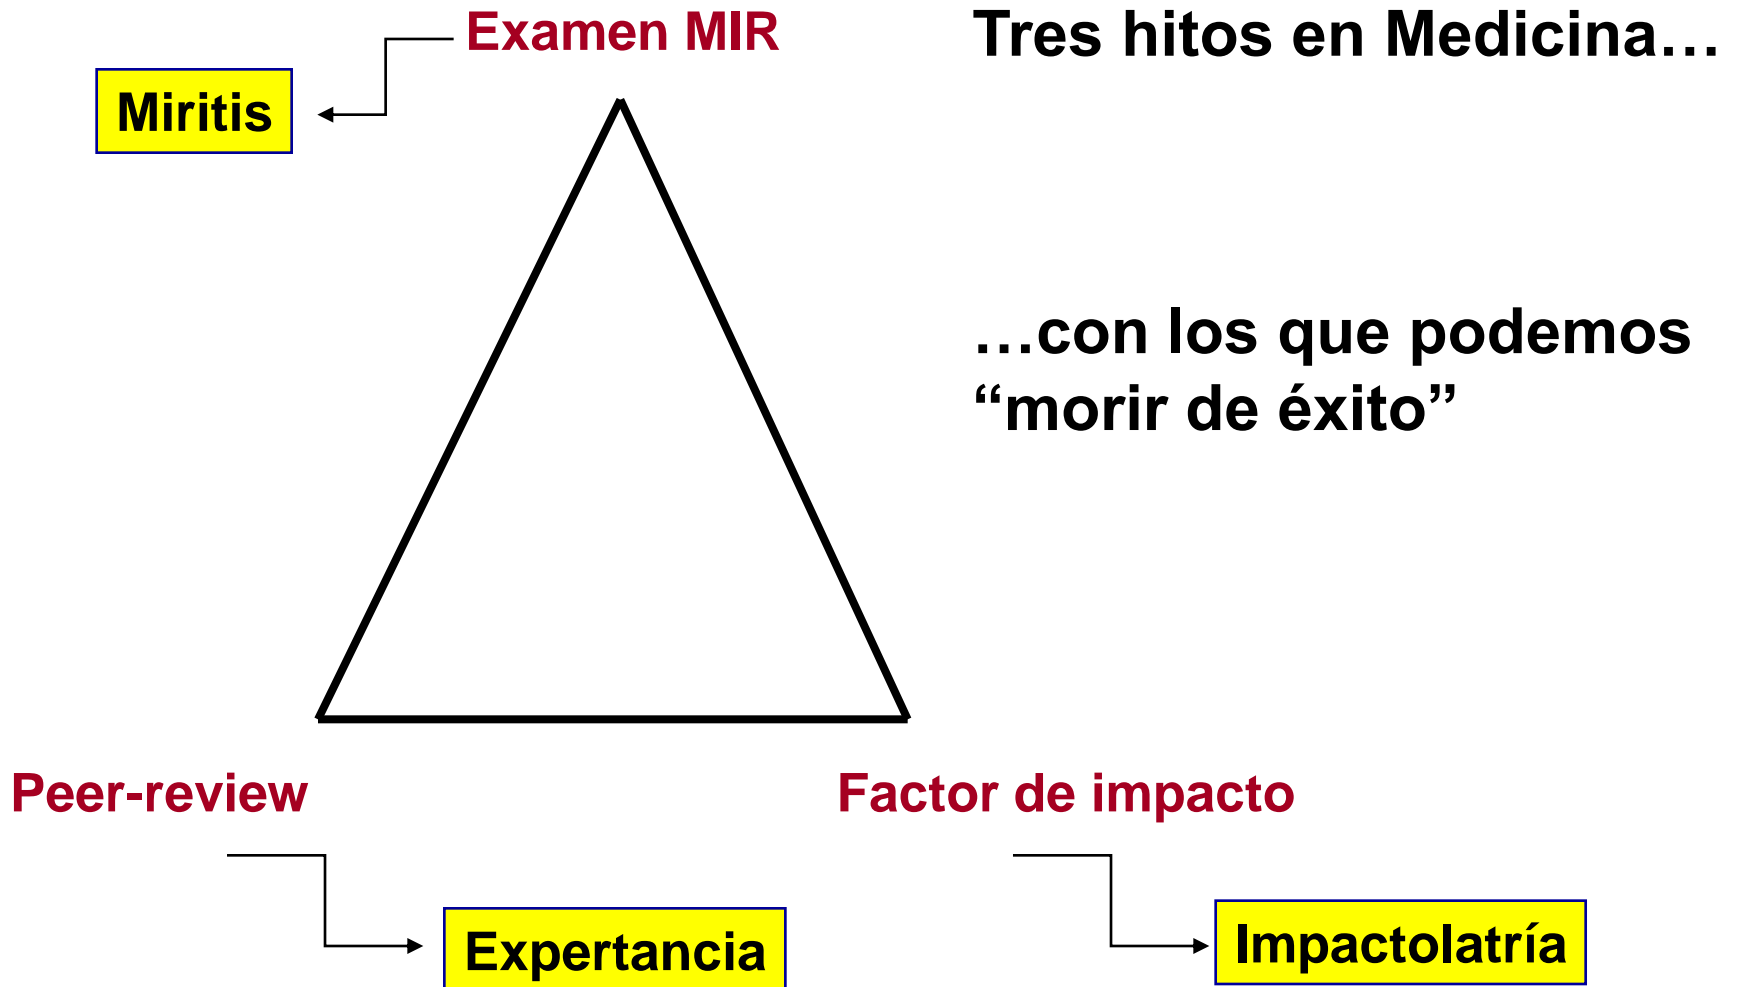 Examen MIR
Tres hitos en Medicina…
Miritis
…con los que podemos
“morir de éxito”
Peer-review
Factor de impacto
Expertancia
Impactolatría